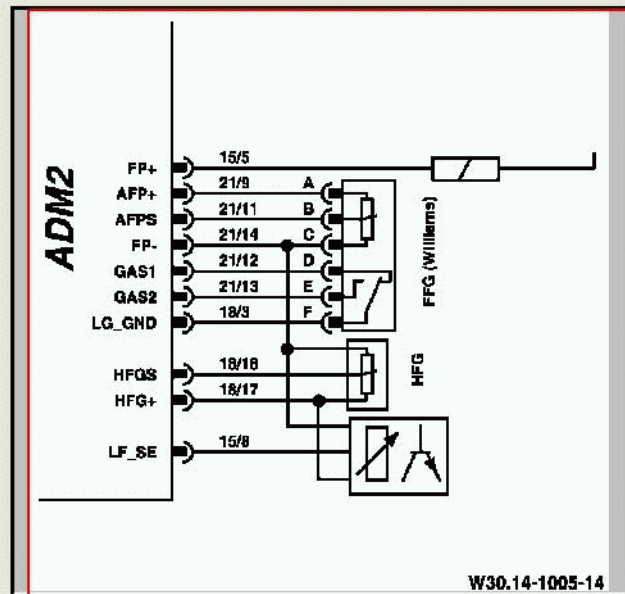 ADM2
FP+ 15/5
AFP+ 21/9 A
AFPS 21/11 B
FP- 21/14 C
GAS1 21/12 D
GAS2 21/13 E
LG_GND 18/3 F
FFG (Williams)
HFGS 18/18
HFG+ 18/17
HFG
LF_SE 15/8
W30.14-1005-14